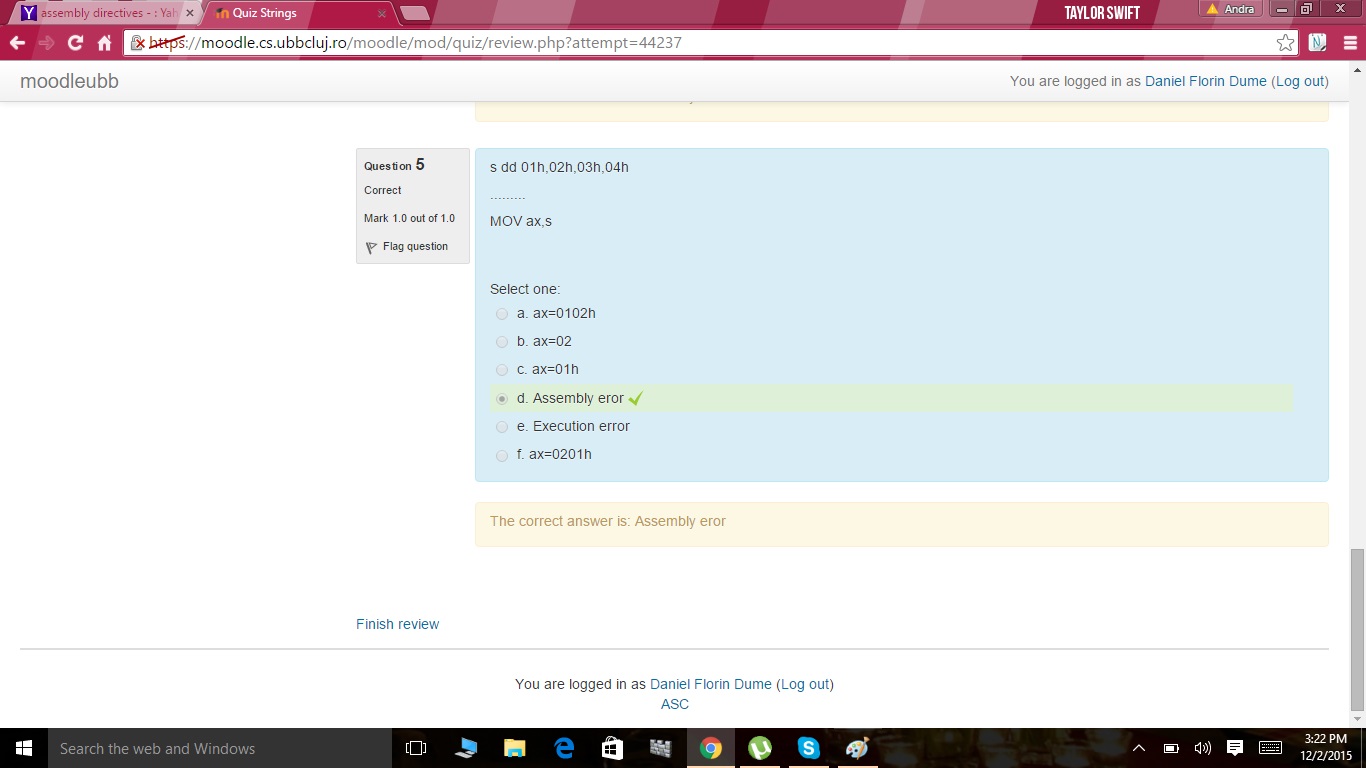 assembly directives - : Yah
Quiz Strings
TAYLOR SWIFT
Andra
https://moodle.cs.ubbcluj.ro/moodle/mod/quiz/review.php?attempt=44237
moodleubb
You are logged in as Daniel Florin Dume (Log out)
Question 5
Correct
Mark 1.0 out of 1.0
Flag question
s dd 01h,02h,03h,04h
.........
MOV ax,s
Select one:
a. ax=0102h
b. ax=02
c. ax=01h
d. Assembly eror
e. Execution error
f. ax=0201h
The correct answer is: Assembly eror
Finish review
You are logged in as Daniel Florin Dume (Log out)
ASC
Search the web and Windows
3:22 PM
12/2/2015